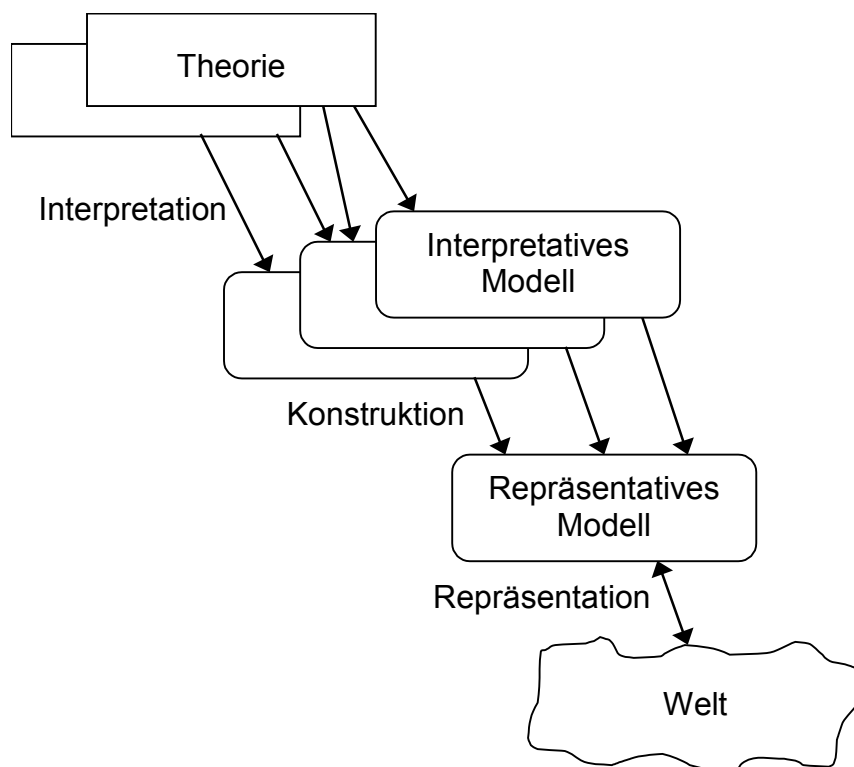 Theorie
Interpretation
Interpretatives
Modell
Konstruktion
Repräsentatives
Modell
Repräsentation
Welt